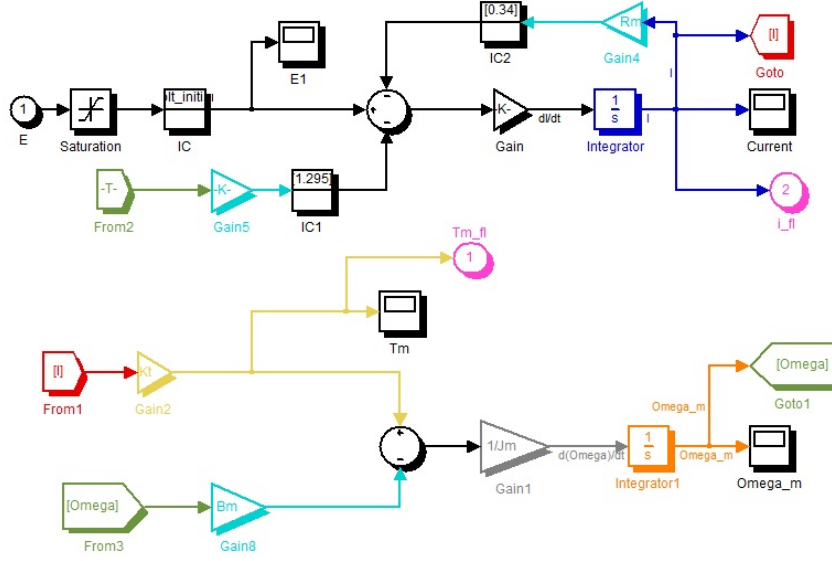 [0.34]
Rm
[I]
IC2
Gain4
I
Goto
E1
1
E
Saturation
lt_initi
IC
K-
Gain
dI/dt
1
s
Integrator
I
Current
-T-
From2
-K-
Gain5
1.295]
IC1
2
i_fl
Tm_fl
1
Tm
[I]
From1
Kt
Gain2
[Omega]
Goto1
Omega_m
1/Jm
Gain1
d(Omega)/dt
1
s
Integrator1
Omega_m
Omega_m
[Omega]
From3
Bm
Gain8